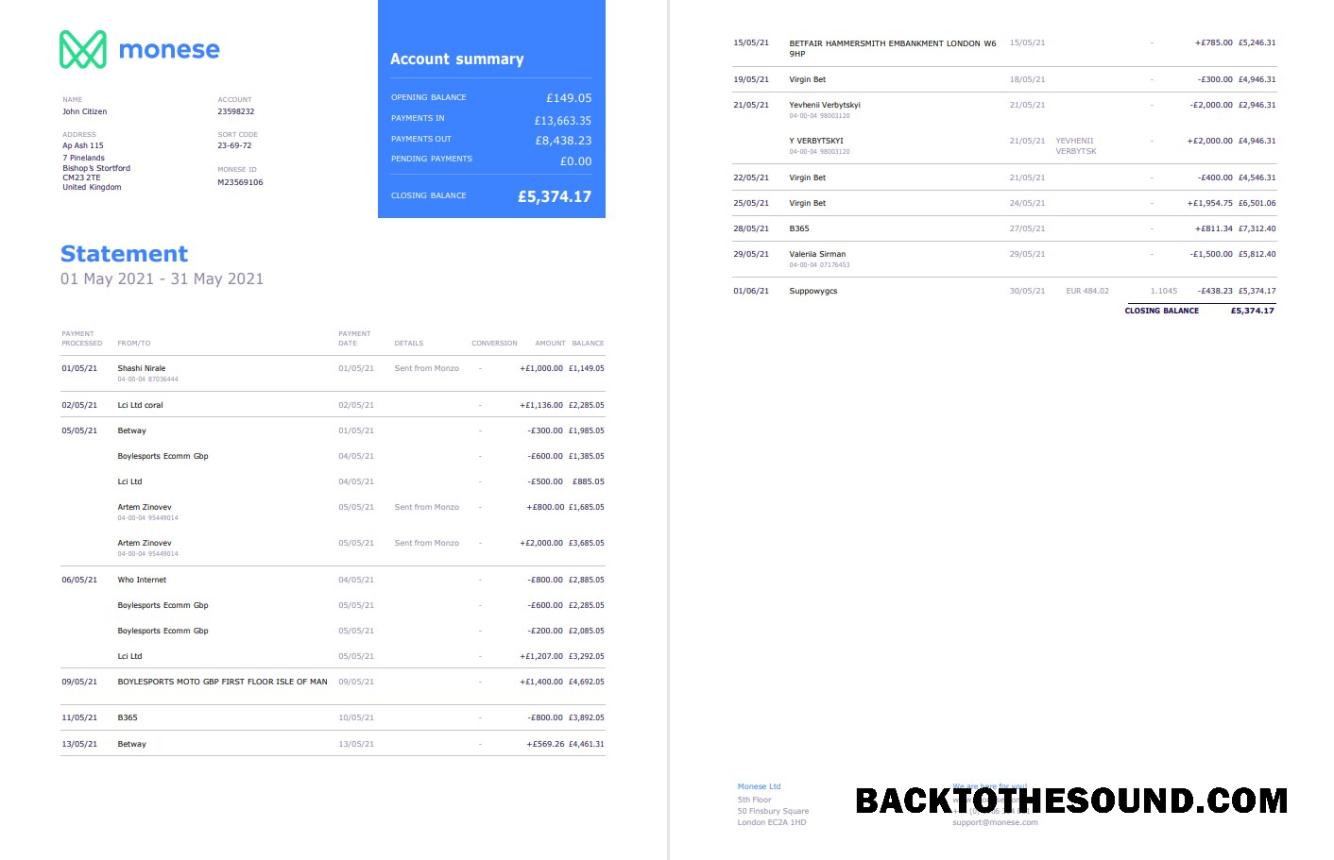 monese
Account summary
OPENING BALANCE £149.05
PAYMENTS IN £13,663.35
PAYMENTS OUT £8,438.23
PENDING PAYMENTS £0.00
CLOSING BALANCE £5,374.17
NAME ACCOUNT
John Citizen 23598232
ADDRESS SORT CODE
Ap Ash 115 23-69-72
7 Pinelands
Bishop's Stortford MONESE ID
CM23 2TE M23569106
United Kingdom
Statement
01 May 2021 - 31 May 2021
PAYMENT PROCESSED FROM/TO PAYMENT DATE DETAILS CONVERSION AMOUNT BALANCE
01/05/21 Shashi Nirale 01/05/21 Sent from Monzo - +£1,000.00 £1,149.05
04-00-04 87036444
02/05/21 Lci Ltd coral 02/05/21 - +£1,136.00 £2,285.05
05/05/21 Betway 01/05/21 - -£300.00 £1,985.05
Boylesports Ecomm Gbp 04/05/21 - -£600.00 £1,385.05
Lci Ltd 04/05/21 - -£500.00 £885.05
Artem Zinovev 05/05/21 Sent from Monzo - +£800.00 £1,685.05
04-00-04 95449014
Artem Zinovev 05/05/21 Sent from Monzo - +£2,000.00 £3,685.05
04-00-04 95449014
06/05/21 Who Internet 04/05/21 - -£800.00 £2,885.05
Boylesports Ecomm Gbp 05/05/21 - -£600.00 £2,285.05
Boylesports Ecomm Gbp 05/05/21 - -£200.00 £2,085.05
Lci Ltd 05/05/21 - +£1,207.00 £3,292.05
09/05/21 BOYLESPORTS MOTO GBP FIRST FLOOR ISLE OF MAN 09/05/21 - +£1,400.00 £4,692.05
11/05/21 B365 10/05/21 - -£800.00 £3,892.05
13/05/21 Betway 13/05/21 - +£569.26 £4,461.31
15/05/21 BETFAIR HAMMERSMITH EMBANKMENT LONDON W6 15/05/21 - +£785.00 £5,246.31
9HP
19/05/21 Virgin Bet 18/05/21 - -£300.00 £4,946.31
21/05/21 Yevhenii Verbytskyi 21/05/21 - -£2,000.00 £2,946.31
04-00-04 98003120
Y VERBYTSKYI 21/05/21 YEVHENII - +£2,000.00 £4,946.31
04-00-04 98003120 VERBYTSK
22/05/21 Virgin Bet 21/05/21 - -£400.00 £4,546.31
25/05/21 Virgin Bet 24/05/21 - +£1,954.75 £6,501.06
28/05/21 B365 27/05/21 - +£811.34 £7,312.40
29/05/21 Valeriia Sirman 29/05/21 - -£1,500.00 £5,812.40
04-00-04 07176453
01/06/21 Suppowygcs 30/05/21 EUR 484.02 1.1045 -£438.23 £5,374.17
CLOSING BALANCE £5,374.17
Monese Ltd We are here for you!
5th Floor
50 Finsbury Square
London EC2A 1HD support@monese.com
BACKTOTHESOUND.COM